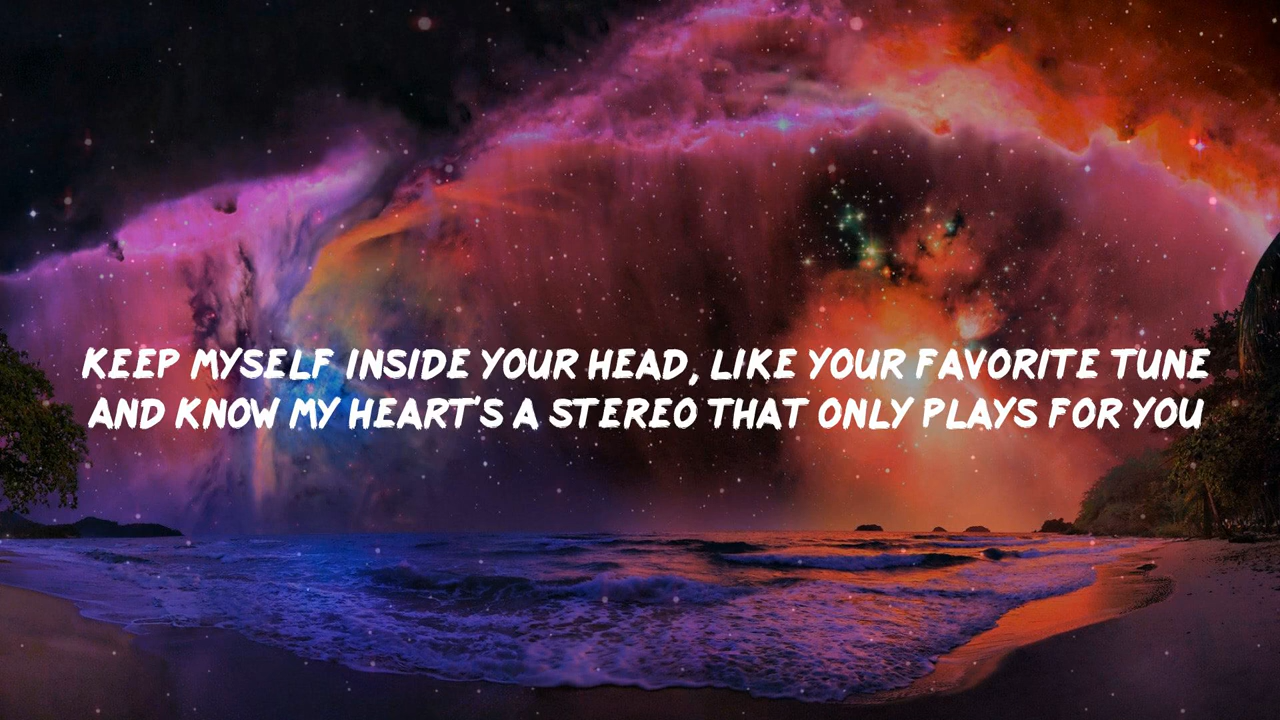 KEEP MYSELF INSIDE YOUR HEAD, LIKE YOUR FAVORITE TUNE
AND KNOW MY HEART'S A STEREO THAT ONLY PLAYS FOR YOU